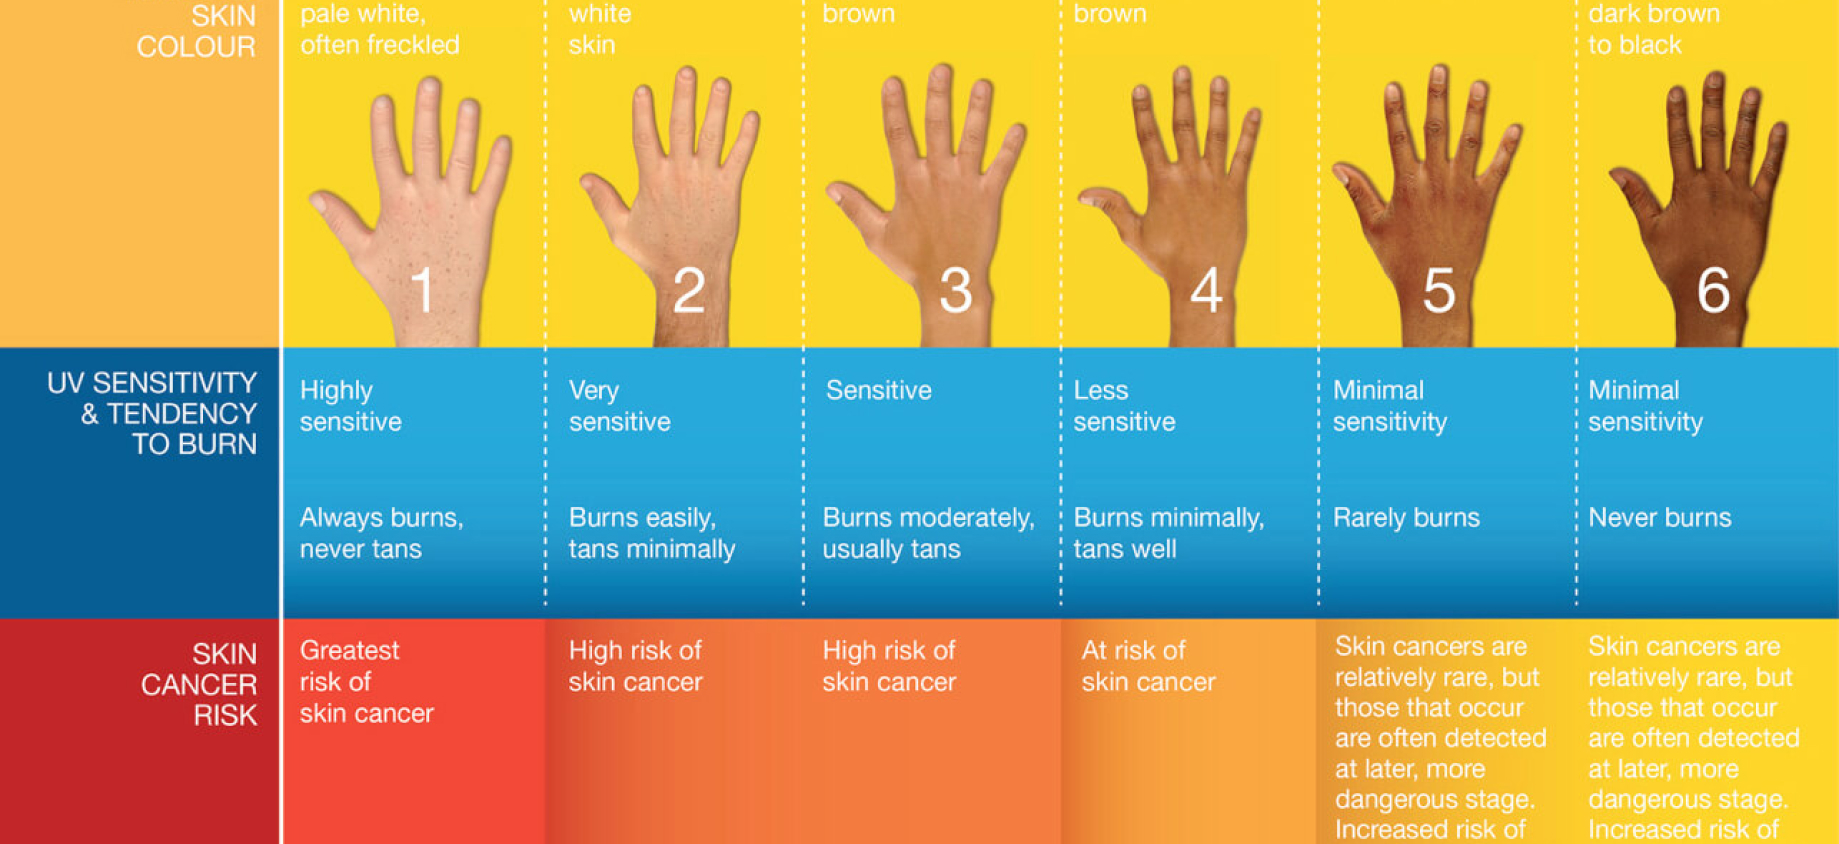 SKIN
COLOUR
pale white,
often freckled
white
skin
brown
brown
dark brown
to black
1
2
3
4
5
6
UV SENSITIVITY
& TENDENCY
TO BURN
Highly
sensitive
Always burns,
never tans
Very
sensitive
Burns easily,
tans minimally
Sensitive
Burns moderately,
usually tans
Less
sensitive
Burns minimally,
tans well
Minimal
sensitivity
Rarely burns
Minimal
sensitivity
Never burns
SKIN
CANCER
RISK
Greatest
risk of
skin cancer
High risk of
skin cancer
High risk of
skin cancer
At risk of
skin cancer
Skin cancers are
relatively rare, but
those that occur
are often detected
at later, more
dangerous stage.
Increased risk of
Skin cancers are
relatively rare, but
those that occur
are often detected
at later, more
dangerous stage.
Increased risk of